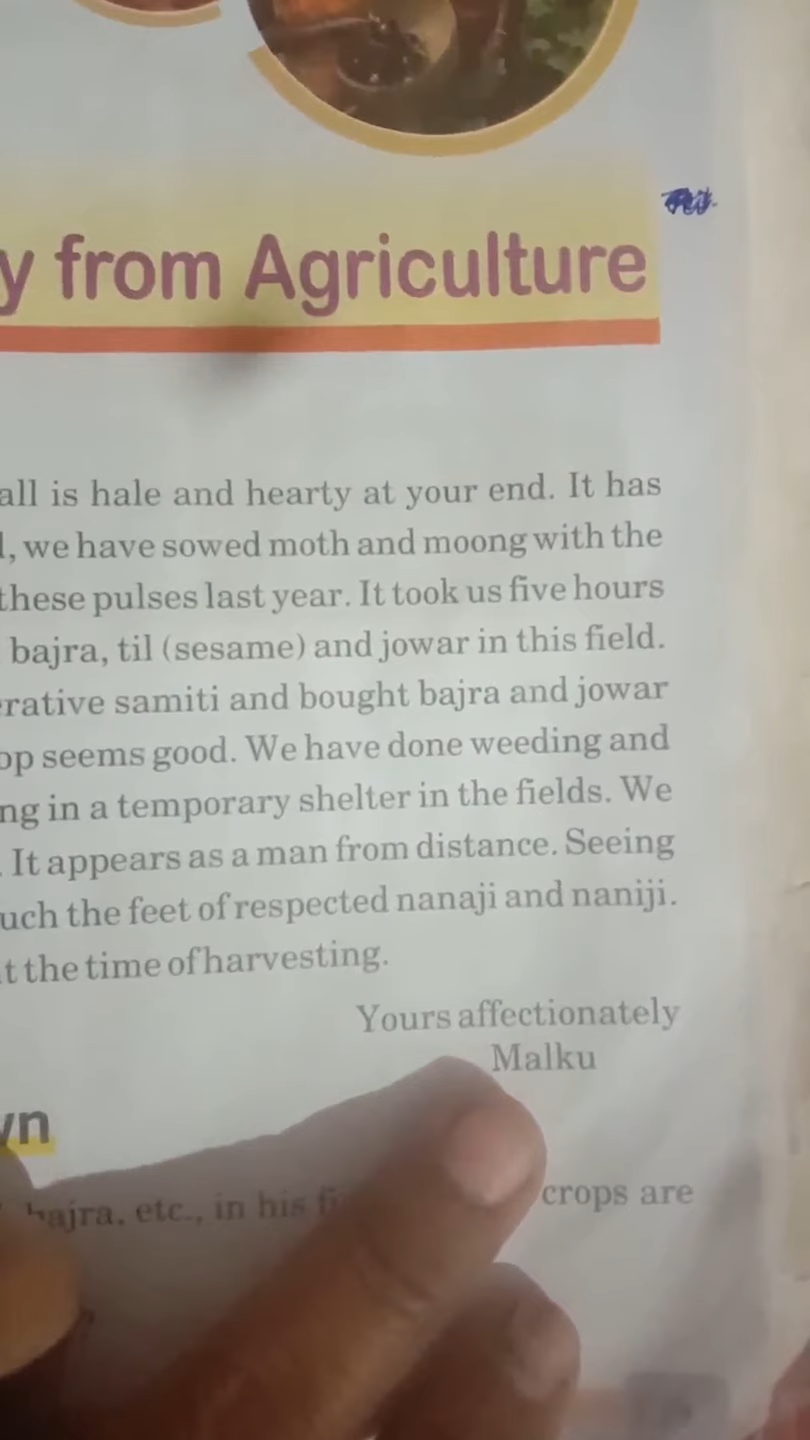 y from Agriculture
all is hale and hearty at your end. It has
, we have sowed moth and moong with the
these pulses last year. It took us five hours
bajra, til (sesame) and jowar in this field.
rative samiti and bought bajra and jowar
op seems good. We have done weeding and
ng in a temporary shelter in the fields. We
. It appears as a man from distance. Seeing
uch the feet of respected nanaji and naniji.
t the time of harvesting.
Yours affectionately
Malku
wn
bajra, etc., in his crops are